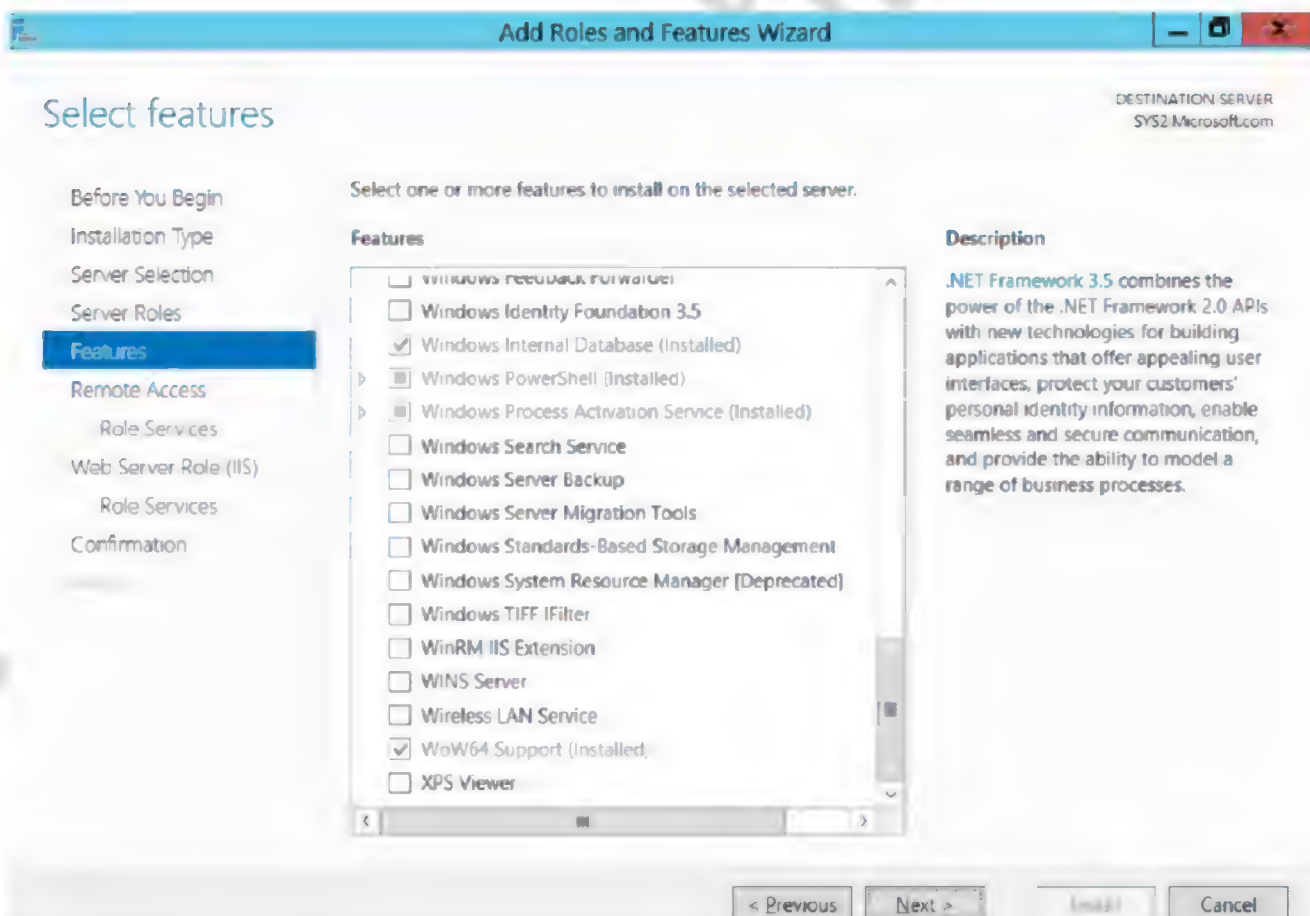 Add Roles and Features Wizard
Select features
DESTINATION SERVER
SYS2.Microsoft.com
Before You Begin
Installation Type
Server Selection
Server Roles
Features
Remote Access
Role Services
Web Server Role (IIS)
Role Services
Confirmation
Select one or more features to install on the selected server.
Features
Windows Feedback Forwarder
Windows Identity Foundation 3.5
Windows Internal Database (Installed)
Windows PowerShell (Installed)
Windows Process Activation Service (Installed)
Windows Search Service
Windows Server Backup
Windows Server Migration Tools
Windows Standards-Based Storage Management
Windows System Resource Manager [Deprecated]
Windows TIFF IFilter
WinRM IIS Extension
WINS Server
Wireless LAN Service
WoW64 Support (Installed)
XPS Viewer
Description
.NET Framework 3.5 combines the
power of the .NET Framework 2.0 APIs
with new technologies for building
applications that offer appealing user
interfaces, protect your customers'
personal identity information, enable
seamless and secure communication,
and provide the ability to model a
range of business processes.
< Previous
Next >
Install
Cancel